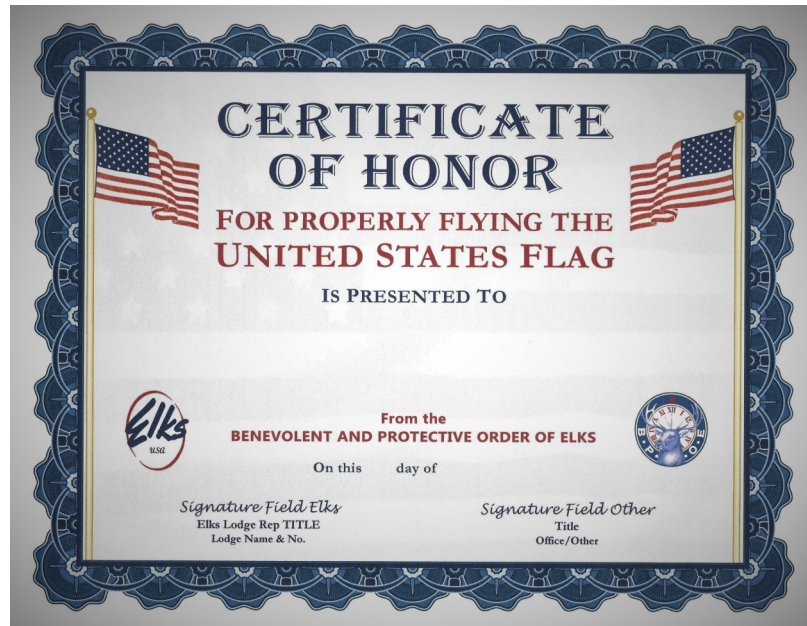 CERTIFICATE
OF HONOR
FOR PROPERLY FLYING THE
UNITED STATES FLAG
IS PRESENTED TO
Elks
USA
From the
BENEVOLENT AND PROTECTIVE ORDER OF ELKS
B.P.O.E
On this day of
Signature Field Elks
Elks Lodge Rep TITLE
Lodge Name & No.
Signature Field Other
Title
Office/Other